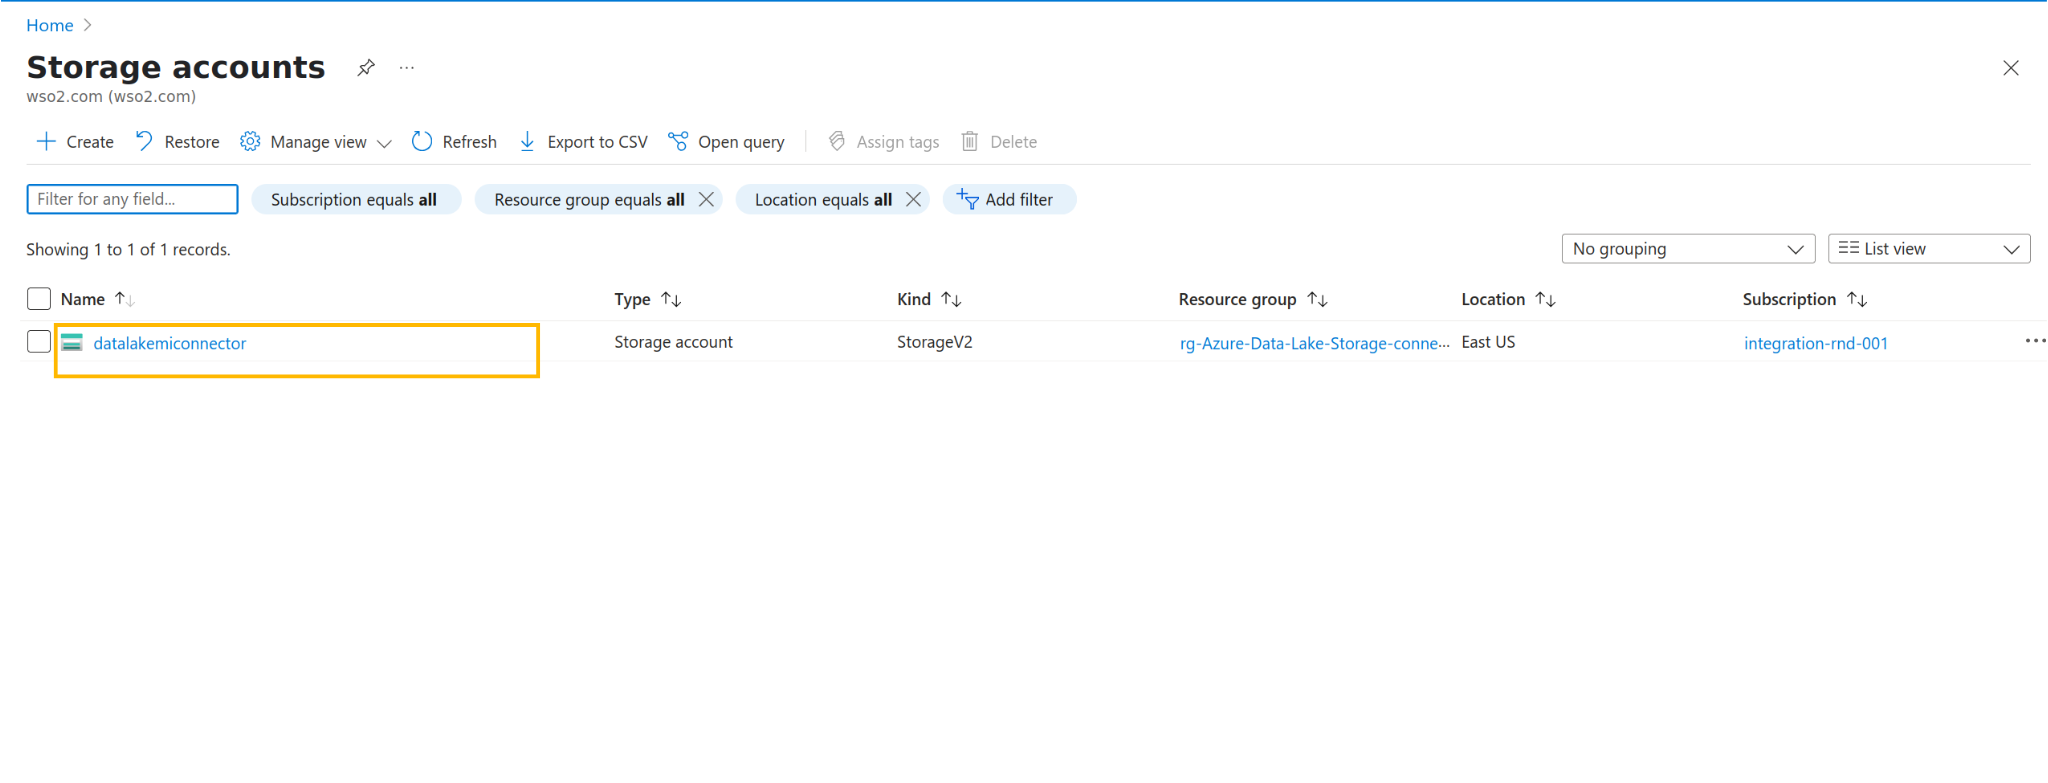 Home
Storage accounts ...
wso2.com (wso2.com)
Create Restore Manage view Refresh Export to CSV Open query Assign tags Delete
Filter for any field... Subscription equals all Resource group equals all Location equals all Add filter
Showing 1 to 1 of 1 records. No grouping List view
Name Type Kind Resource group Location Subscription
datalakemiconnector Storage account StorageV2 rg-Azure-Data-Lake-Storage-conne... East US integration-rnd-001 ...